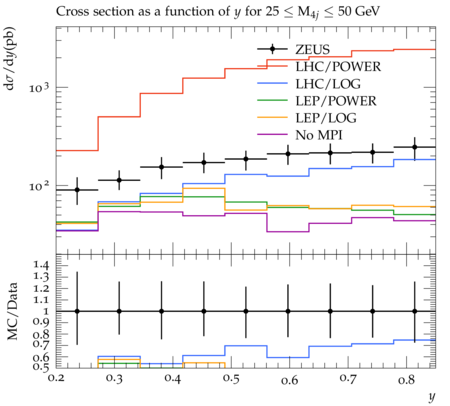 Cross section as a function of y for 25 ≤ M4j ≤ 50 GeV
dσ/dy(pb)
ZEUS
LHC/POWER
LHC/LOG
LEP/POWER
LEP/LOG
No MPI
10³
10²
MC/Data
1.4
1.3
1.2
1.1
1
0.9
0.8
0.7
0.6
0.5
0.2 0.3 0.4 0.5 0.6 0.7 0.8
y